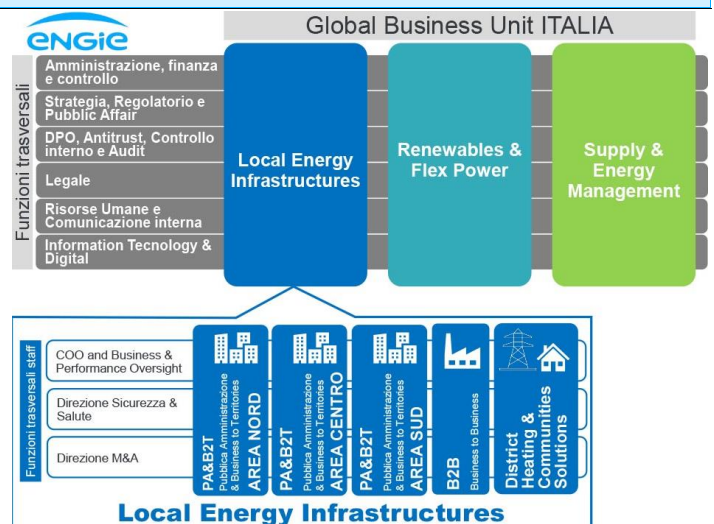 ENGIE
Global Business Unit ITALIA
Funzioni trasversali
Amministrazione, finanza
e controllo
Strategia, Regolatorio e
Pubblic Affair
DPO, Antitrust, Controllo
interno e Audit
Legale
Risorse Umane e
Comunicazione interna
Information Tecnology &
Digital
Local Energy
Infrastructures
Renewables &
Flex Power
Supply &
Energy
Management
Funzioni trasversali staff
COO and Business &
Performance Oversight
Direzione Sicurezza &
Salute
Direzione M&A
PA&B2T
Pubblica Amministrazione
& Business to Territories
AREA NORD
PA&B2T
Pubblica Amministrazione
& Business to Territories
AREA CENTRO
PA&B2T
Pubblica Amministrazione
& Business to Territories
AREA SUD
B2B
Business to Business
District
Heating &
Communities
Solutions
Local Energy Infrastructures